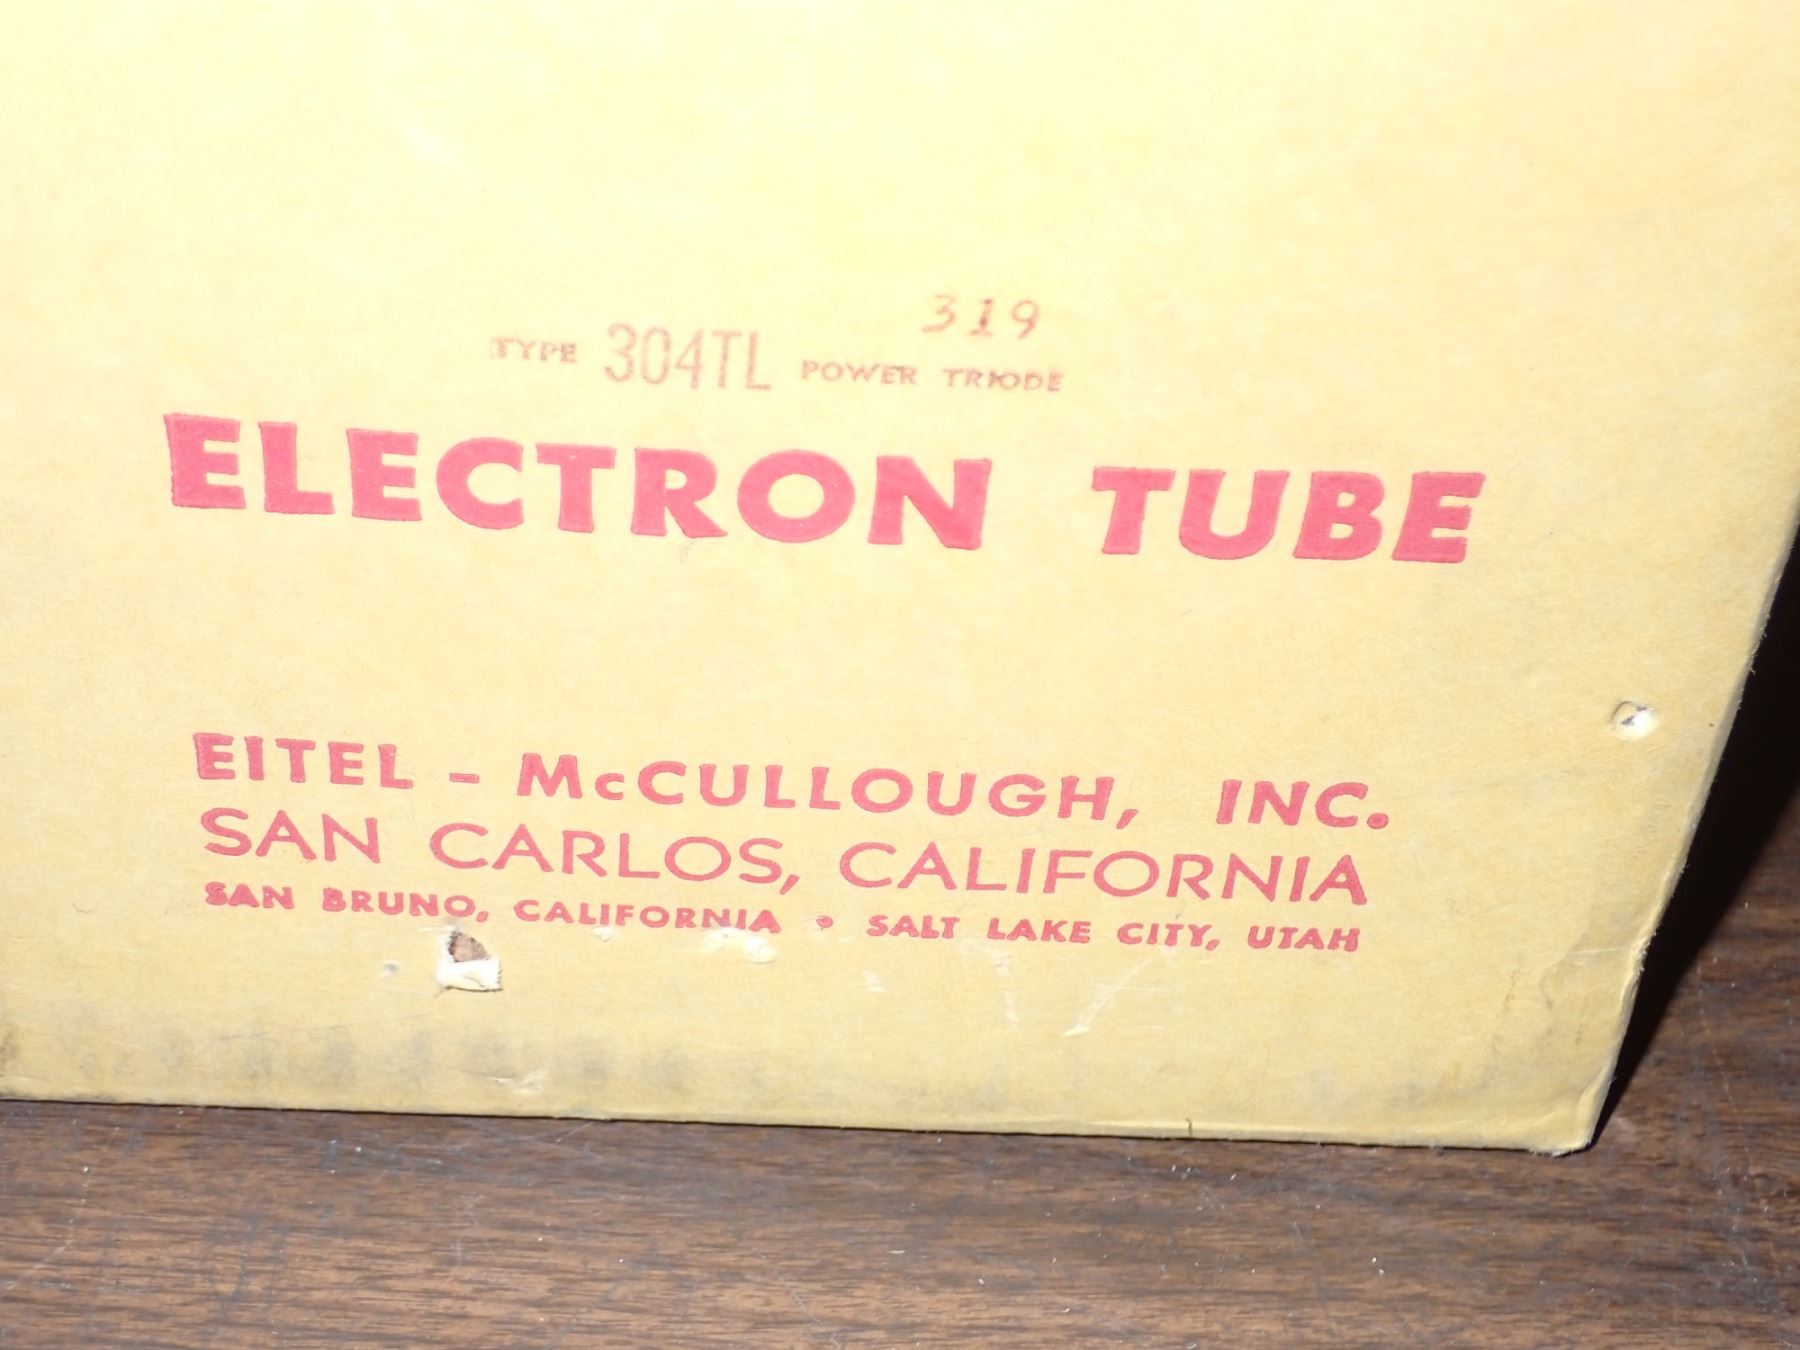 319
TYPE 304TL POWER TRIODE
ELECTRON TUBE
EITEL - McCULLOUGH, INC.
SAN CARLOS, CALIFORNIA
SAN BRUNO, CALIFORNIA • SALT LAKE CITY, UTAH